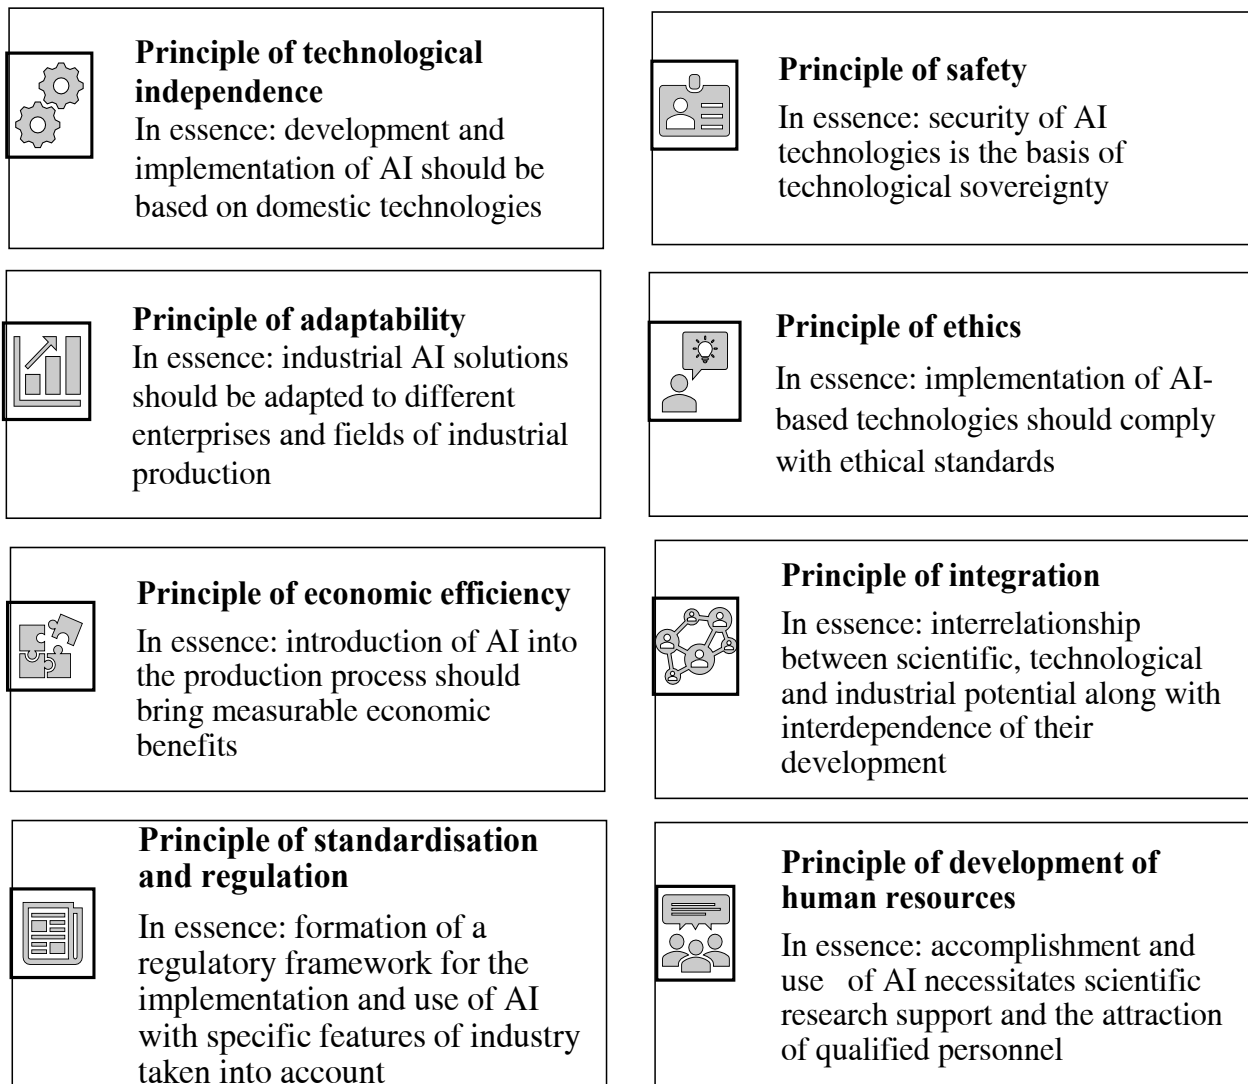 Principle of technological
independence
In essence: development and
implementation of AI should be
based on domestic technologies
Principle of safety
In essence: security of AI
technologies is the basis of
technological sovereignty
Principle of adaptability
In essence: industrial AI solutions
should be adapted to different
enterprises and fields of industrial
production
Principle of ethics
In essence: implementation of AI-
based technologies should comply
with ethical standards
Principle of economic efficiency
In essence: introduction of AI into
the production process should
bring measurable economic
benefits
Principle of integration
In essence: interrelationship
between scientific, technological
and industrial potential along with
interdependence of their
development
Principle of standardisation
and regulation
In essence: formation of a
regulatory framework for the
implementation and use of AI
with specific features of industry
taken into account
Principle of development of
human resources
In essence: accomplishment and
use of AI necessitates scientific
research support and the attraction
of qualified personnel